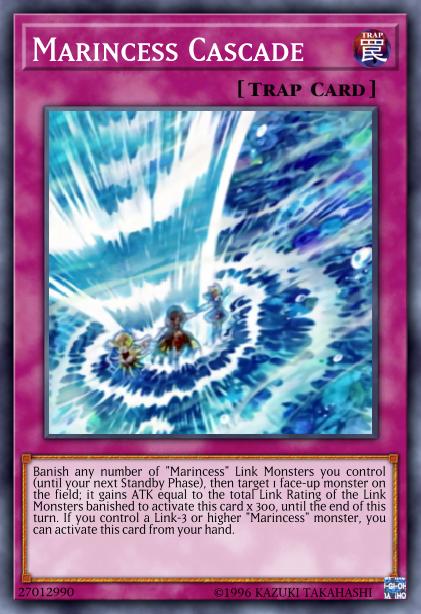 MARINCESS CASCADE
TRAP
罠
[TRAP CARD]
Banish any number of "Marincess" Link Monsters you control
(until your next Standby Phase), then target 1 face-up monster on
the field; it gains ATK equal to the total Link Rating of the Link
Monsters banished to activate this card x 300, until the end of this
turn. If you control a Link-3 or higher "Marincess" monster, you
can activate this card from your hand.
27012990
©1996 KAZUKI TAKAHASHI